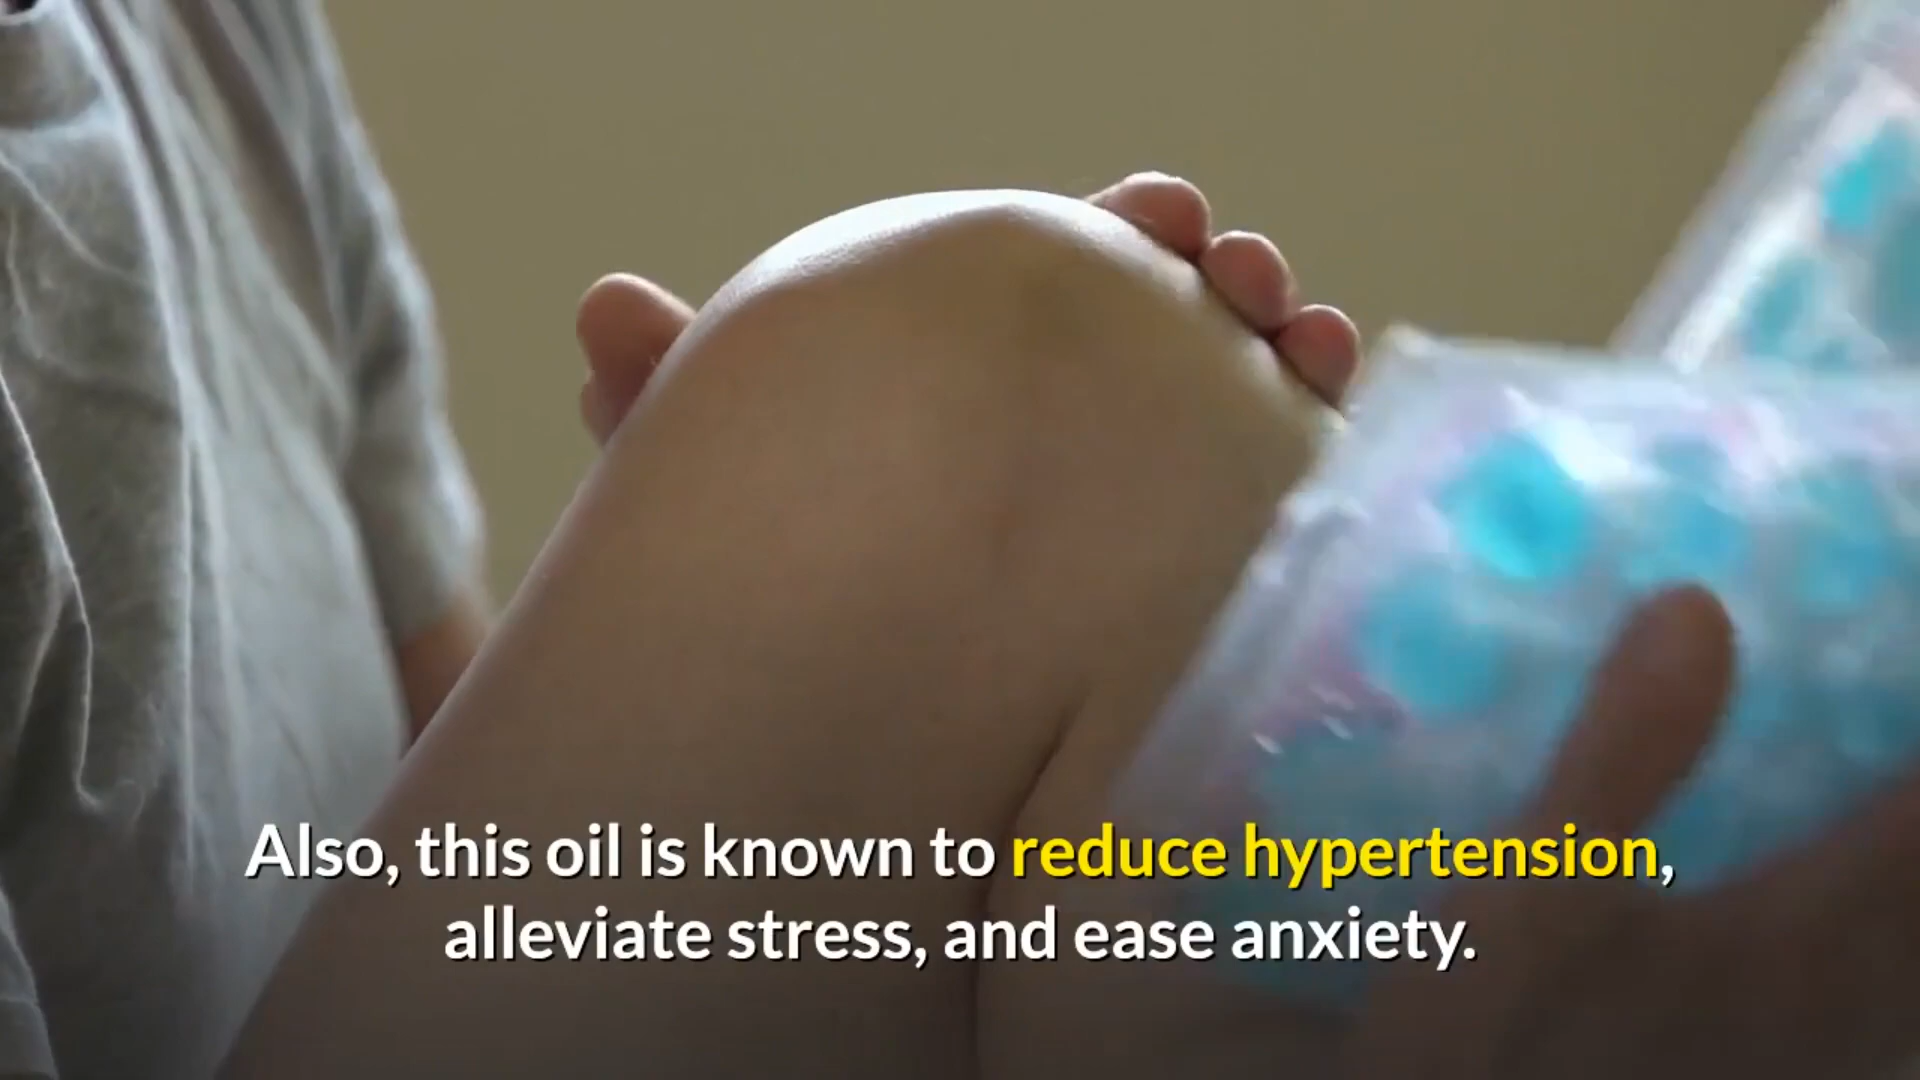 Also, this oil is known to reduce hypertension,
alleviate stress, and ease anxiety.